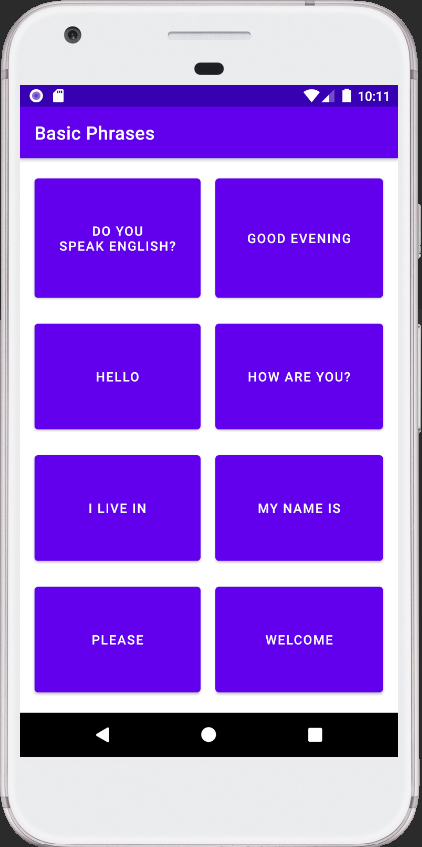 10:11
Basic Phrases
DO YOU
SPEAK ENGLISH?
GOOD EVENING
HELLO
HOW ARE YOU?
I LIVE IN
MY NAME IS
PLEASE
WELCOME